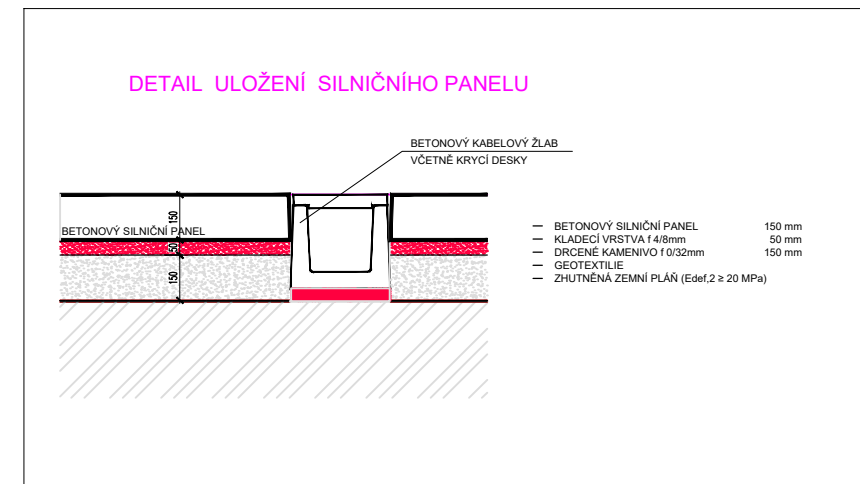 DETAIL ULOŽENÍ SILNIČNÍHO PANELU
BETONOVÝ KABELOVÝ ŽLAB
VČETNĚ KRYCÍ DESKY
150
BETONOVÝ SILNIČNÍ PANEL
50
150
— BETONOVÝ SILNIČNÍ PANEL 150 mm
— KLADECÍ VRSTVA f 4/8mm 50 mm
— DRCENÉ KAMENIVO f 0/32mm 150 mm
— GEOTEXTILIE
— ZHUTNĚNÁ ZEMNÍ PLÁŇ (Edef,2 ≥ 20 MPa)